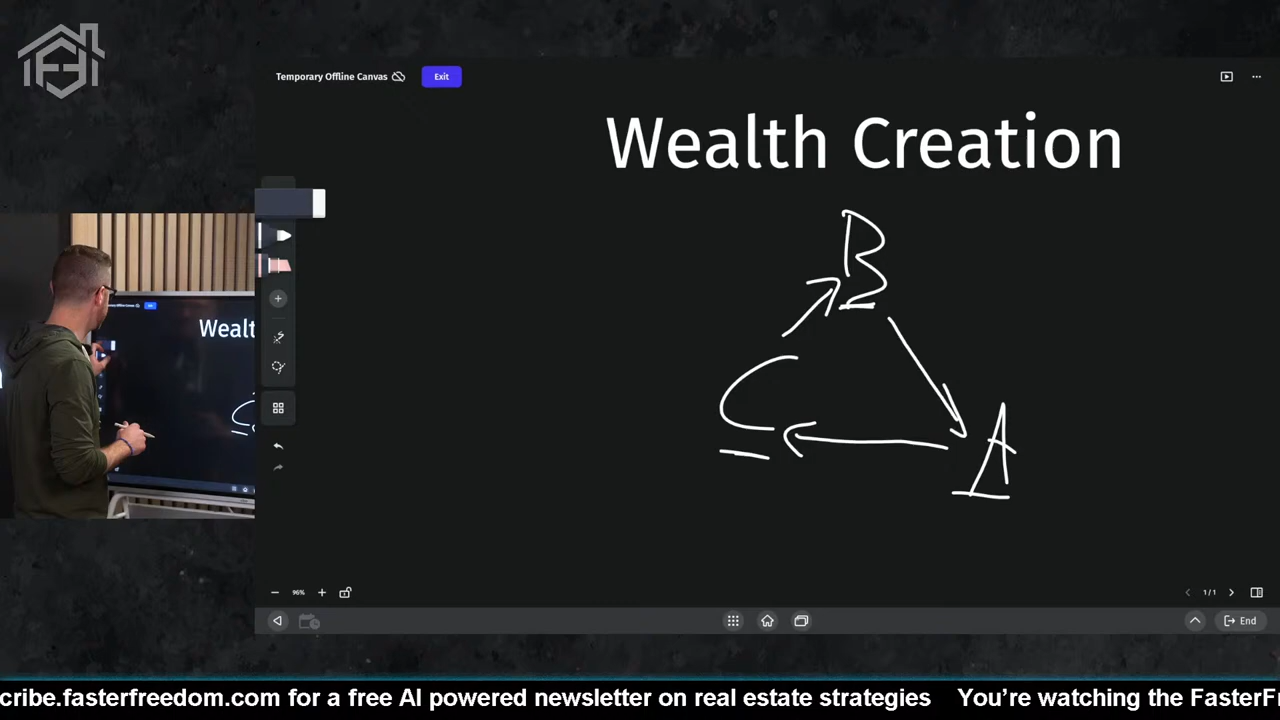 Temporary Offline Canvas Exit
Wealth Creation
B
C
A
Wealt
96%
1/1
End
cribe.fasterfreedom.com for a free AI powered newsletter on real estate strategies You’re watching the FasterFr